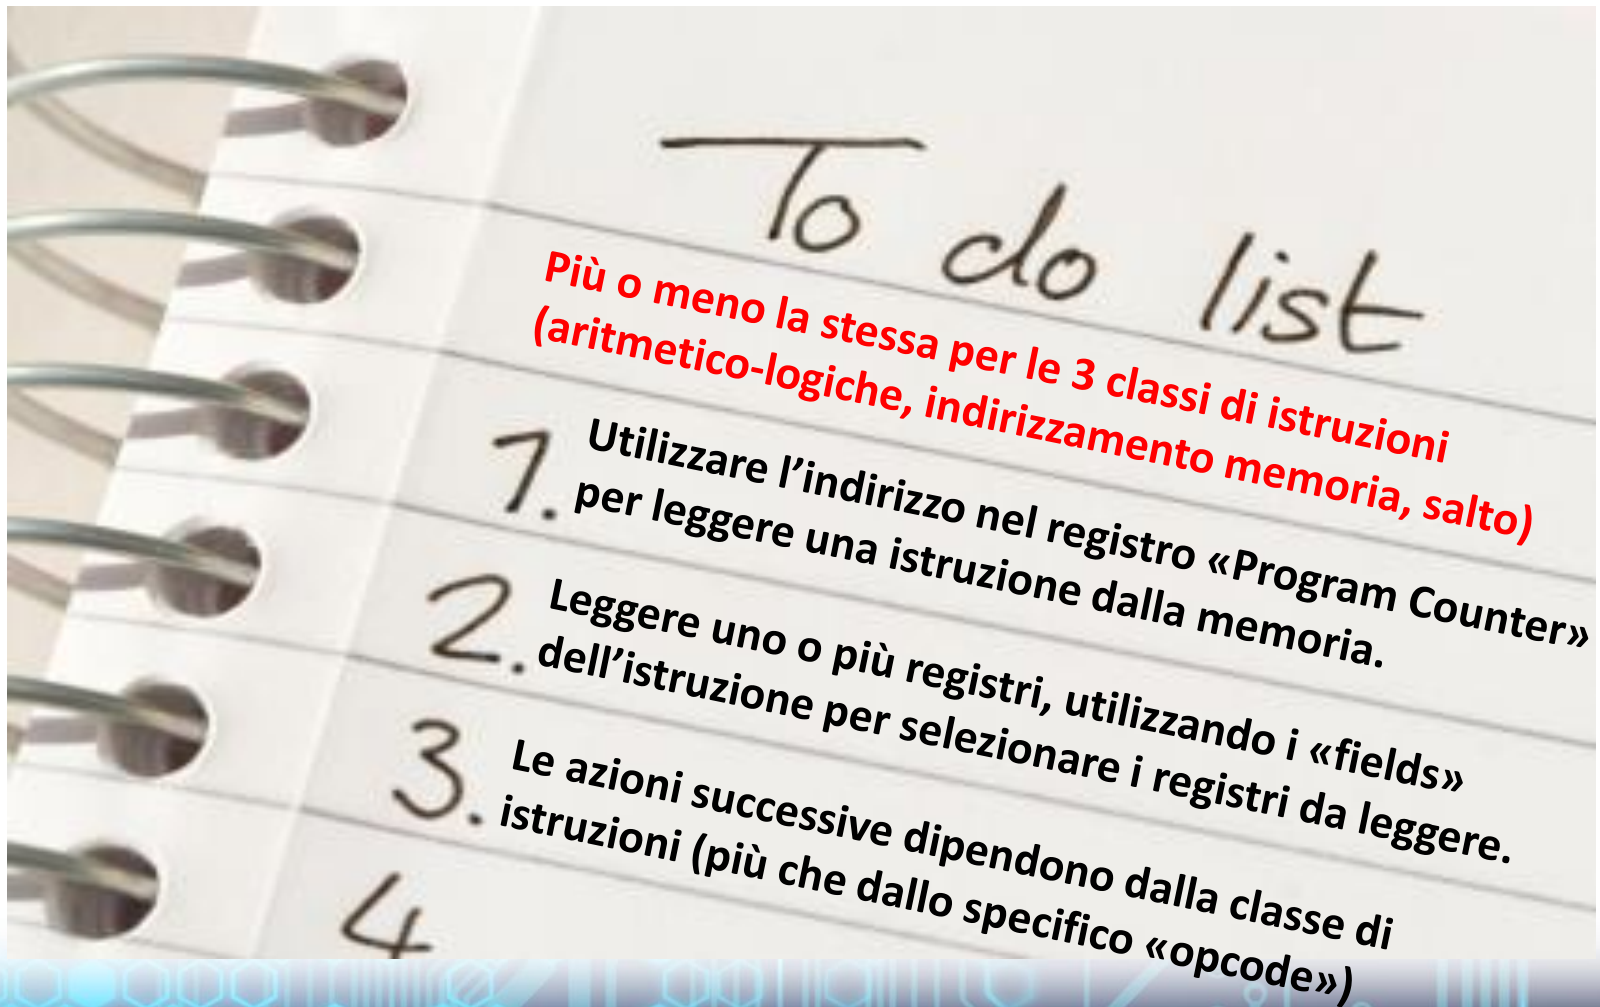 To do list
Più o meno la stessa per le 3 classi di istruzioni
(aritmetico-logiche, indirizzamento memoria, salto)
1. Utilizzare l’indirizzo nel registro «Program Counter»
per leggere una istruzione dalla memoria.
2. Leggere uno o più registri, utilizzando i «fields»
dell’istruzione per selezionare i registri da leggere.
3. Le azioni successive dipendono dalla classe di
istruzioni (più che dallo specifico «opcode»)
4